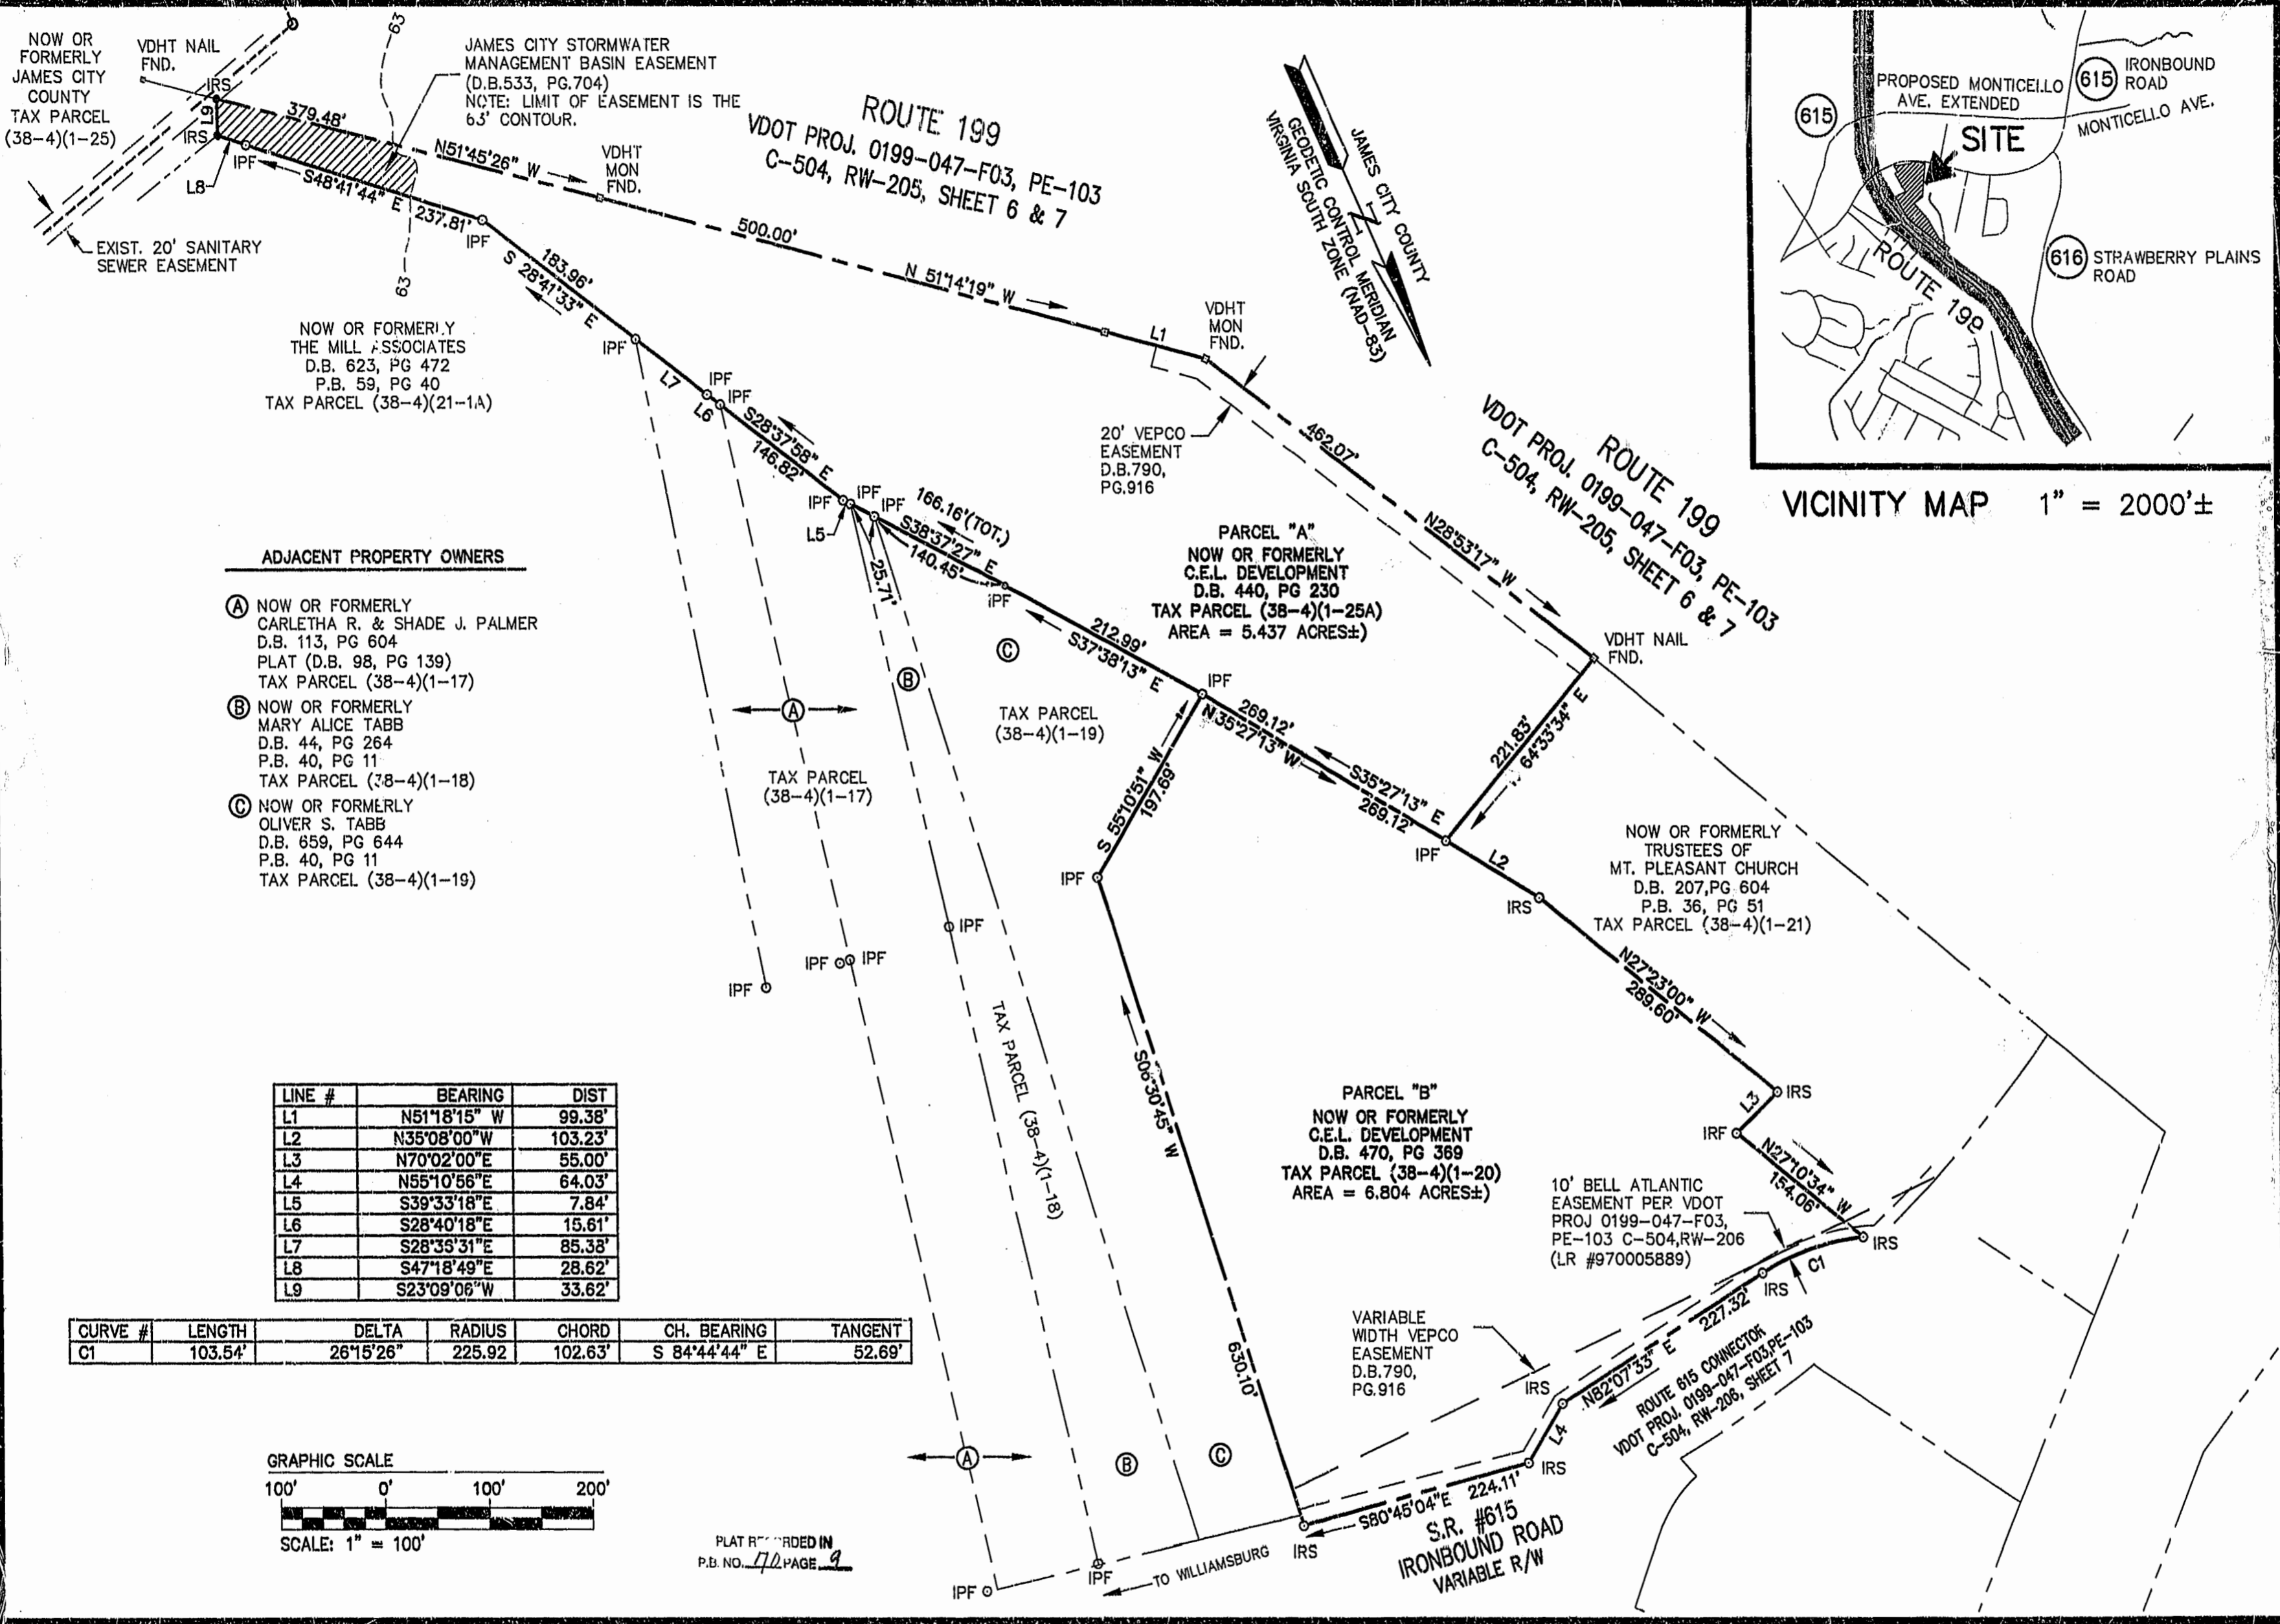 NOW OR
FORMERLY
JAMES CITY
COUNTY
TAX PARCEL
(38-4)(1-25)
VDHT NAIL
FND.
IRS
L9
IRS
IPF
L8
EXIST. 20' SANITARY
SEWER EASEMENT
63
63
JAMES CITY STORMWATER
MANAGEMENT BASIN EASEMENT
(D.B.533, PG.704)
NOTE: LIMIT OF EASEMENT IS THE
63' CONTOUR.
379.48'
N51°45'26" W
S48°41'44" E
237.81'
IPF
VDHT
MON
FND.
ROUTE 199
VDOT PROJ. 0199-047-F03, PE-103
C-504, RW-205, SHEET 6 & 7
500.00'
N 51°14'19" W
L1
VDHT
MON
FND.
JAMES CITY COUNTY
GEODETIC CONTROL MERIDIAN
VIRGINIA SOUTH ZONE (NAD-83)
615
PROPOSED MONTICELLO
AVE. EXTENDED
615
IRONBOUND
ROAD
MONTICELLO AVE.
SITE
616
STRAWBERRY PLAINS
ROAD
ROUTE 199
VICINITY MAP 1" = 2000'±
183.96'
S 28°41'33" E
NOW OR FORMERLY
THE MILL ASSOCIATES
D.B. 623, PG 472
P.B. 59, PG 40
TAX PARCEL (38-4)(21-1A)
IPF
L7
IPF
IPF
L6
S28°37'58" E
146.82'
IPF
IPF
IPF
L5
25.71'
166.16'(TOT.)
S38°37'27" E
140.45'
IPF
20' VEPCO
EASEMENT
D.B.790,
PG.916
462.07'
N28°53'17" W
ROUTE 199
VDOT PROJ. 0199-047-F03, PE-103
C-504, RW-205, SHEET 6 & 7
PARCEL "A"
NOW OR FORMERLY
C.E.L. DEVELOPMENT
D.B. 440, PG 230
TAX PARCEL (38-4)(1-25A)
AREA = 5.437 ACRES±)
VDHT NAIL
FND.
ADJACENT PROPERTY OWNERS
A NOW OR FORMERLY
CARLETHA R. & SHADE J. PALMER
D.B. 113, PG 604
PLAT (D.B. 98, PG 139)
TAX PARCEL (38-4)(1-17)
B NOW OR FORMERLY
MARY ALICE TABB
D.B. 44, PG 264
P.B. 40, PG 11
TAX PARCEL (38-4)(1-18)
C NOW OR FORMERLY
OLIVER S. TABB
D.B. 659, PG 644
P.B. 40, PG 11
TAX PARCEL (38-4)(1-19)
A
B
C
212.99'
S37°38'13" E
IPF
TAX PARCEL
(38-4)(1-19)
TAX PARCEL
(38-4)(1-17)
269.12'
N 35°27'13" W
S35°27'13" E
269.12'
221.83'
64°33'34" E
S 55°10'51" W
197.69'
IPF
IPF
L2
IRS
NOW OR FORMERLY
TRUSTEES OF
MT. PLEASANT CHURCH
D.B. 207,PG 604
P.B. 36, PG 51
TAX PARCEL (38-4)(1-21)
IPF
IPF
IPF
IPF
TAX PARCEL (38-4)(1-18)
N27°23'00" W
289.60'
S06°30'45" W
630.10'
IRS
L3
IRF
N27°10'34" W
154.06'
IRS
PARCEL "B"
NOW OR FORMERLY
C.E.L. DEVELOPMENT
D.B. 470, PG 369
TAX PARCEL (38-4)(1-20)
AREA = 6.804 ACRES±)
10' BELL ATLANTIC
EASEMENT PER VDOT
PROJ 0199-047-F03,
PE-103 C-504,RW-206
(LR #970005889)
C1
IRS
227.32'
N82°07'33" E
ROUTE 615 CONNECTOR
VDOT PROJ. 0199-047-F03,PE-103
C-504, RW-206, SHEET 7
VARIABLE
WIDTH VEPCO
EASEMENT
D.B.790,
PG.916
IRS
L4
IRS
S80°45'04"E 224.11'
S.R. #615
IRONBOUND ROAD
VARIABLE R/W
IRS
LINE # BEARING DIST
L1 N51°18'15" W 99.38'
L2 N35°08'00"W 103.23'
L3 N70°02'00"E 55.00'
L4 N55°10'56"E 64.03'
L5 S39°33'18"E 7.84'
L6 S28°40'18"E 15.61'
L7 S28°35'31"E 85.38'
L8 S47°18'49"E 28.62'
L9 S23°09'06"W 33.62'
CURVE # LENGTH DELTA RADIUS CHORD CH. BEARING TANGENT
C1 103.54' 26°15'26" 225.92 102.63' S 84°44'44" E 52.69'
A
B
C
GRAPHIC SCALE
100' 0' 100' 200'
SCALE: 1" = 100'
PLAT RDED IN
P.B. NO. PAGE 9
IPF
IPF
TO WILLIAMSBURG